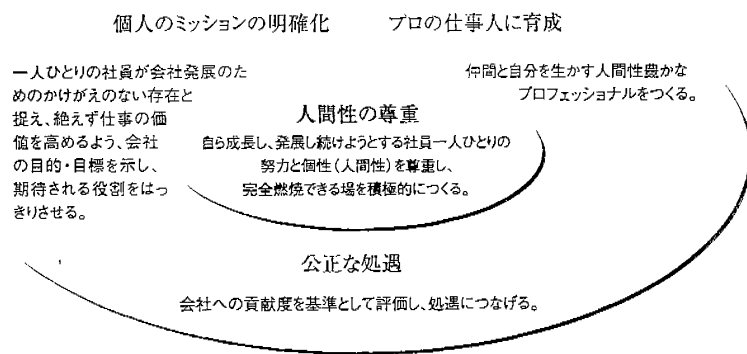 個人のミッションの明確化
一人ひとりの社員が会社発展のた
めのかけがえのない存在と
捉え、絶えず仕事の価
値を高めるよう、会社
の目的・目標を示し、
期待される役割をはっ
きりさせる。
プロの仕事人に育成
仲間と自分を生かす人間性豊かな
プロフェッショナルをつくる。
人間性の尊重
自ら成長し、発展し続けようとする社員一人ひとりの
努力と個性(人間性)を尊重し、
完全燃焼できる場を積極的につくる。
公正な処遇
会社への貢献度を基準として評価し、処遇につなげる。